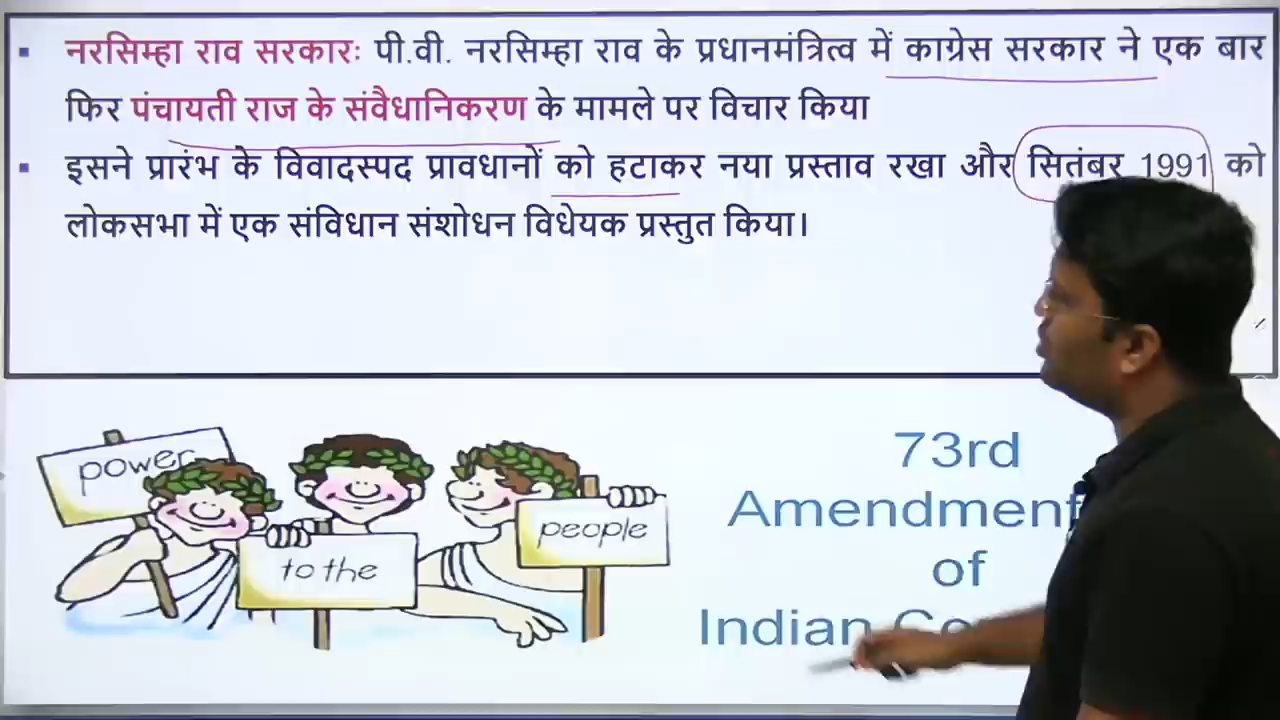 नरसिम्हा राव सरकारः पी.वी. नरसिम्हा राव के प्रधानमंत्रित्व में काग्रेस सरकार ने एक बार
फिर पंचायती राज के संवैधानिकरण के मामले पर विचार किया
इसने प्रारंभ के विवादस्पद प्रावधानों को हटाकर नया प्रस्ताव रखा और सितंबर 1991 को
लोकसभा में एक संविधान संशोधन विधेयक प्रस्तुत किया।
power
to the
people
73rd
Amendment
of
Indian